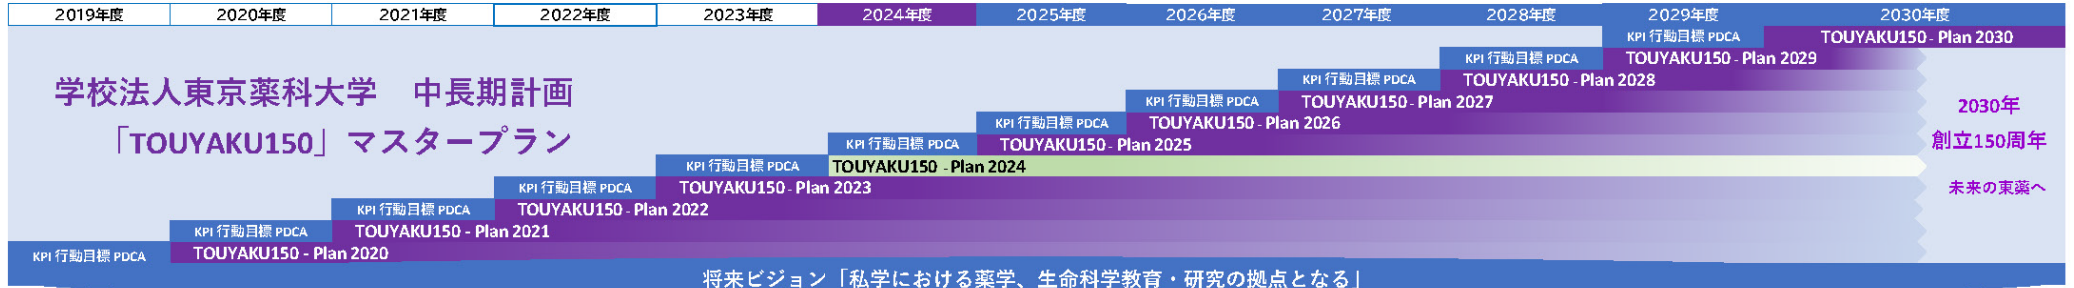 2019年度 2020年度 2021年度 2022年度 2023年度 2024年度 2025年度 2026年度 2027年度 2028年度 2029年度 2030年度
KPI 行動目標 PDCA TOUYAKU150 - Plan 2030
KPI 行動目標 PDCA TOUYAKU150 - Plan 2029
KPI 行動目標 PDCA TOUYAKU150 - Plan 2028
学校法人東京薬科大学 中長期計画
KPI 行動目標 PDCA TOUYAKU150 - Plan 2027
2030年
KPI 行動目標 PDCA TOUYAKU150 - Plan 2026
「TOUYAKU150」マスタープラン
KPI 行動目標 PDCA TOUYAKU150 - Plan 2025
創立150周年
KPI 行動目標 PDCA TOUYAKU150 - Plan 2024
KPI 行動目標 PDCA TOUYAKU150 - Plan 2023
未来の東薬へ
KPI 行動目標 PDCA TOUYAKU150 - Plan 2022
KPI 行動目標 PDCA TOUYAKU150 - Plan 2021
KPI 行動目標 PDCA TOUYAKU150 - Plan 2020
将来ビジョン「私学における薬学、生命科学教育・研究の拠点となる」